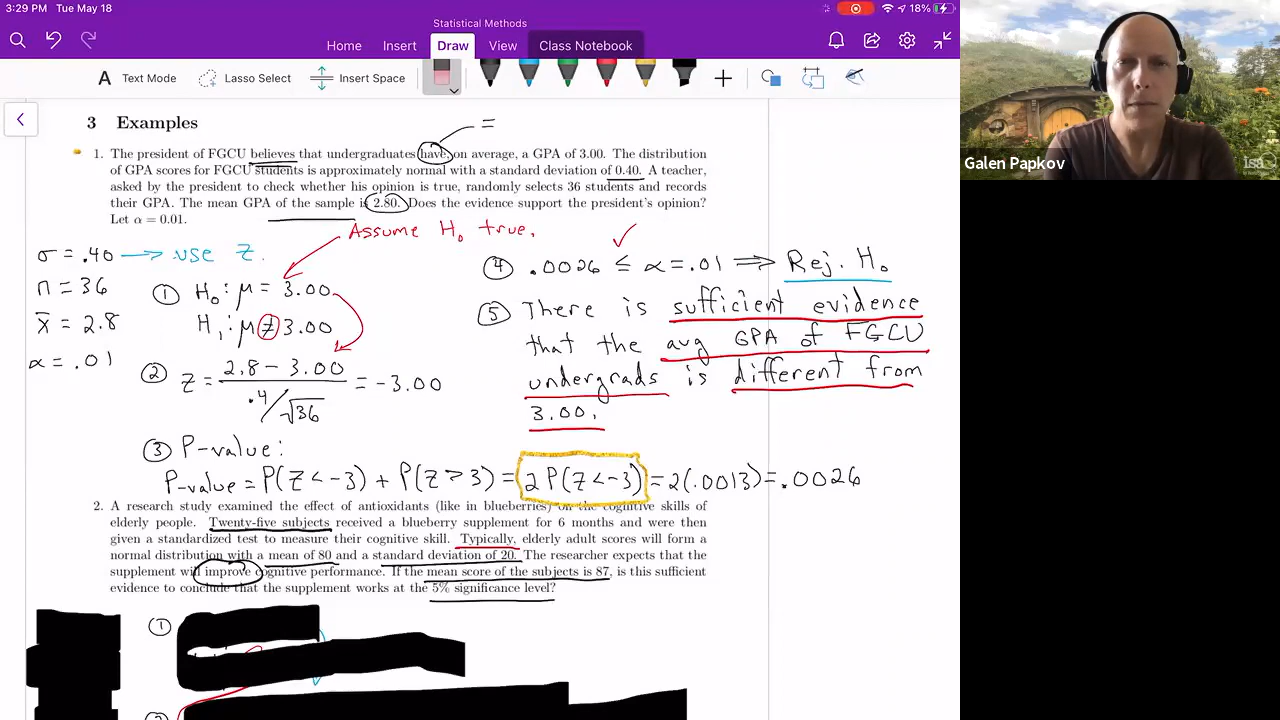 3:29 PM Tue May 18
18%
Statistical Methods
Home Insert Draw View Class Notebook
Text Mode Lasso Select Insert Space
3 Examples
=
1. The president of FGCU believes that undergraduates have, on average, a GPA of 3.00. The distribution
of GPA scores for FGCU students is approximately normal with a standard deviation of 0.40. A teacher,
asked by the president to check whether his opinion is true, randomly selects 36 students and records
their GPA. The mean GPA of the sample is 2.80. Does the evidence support the president's opinion?
Let α = 0.01.
Assume H₀ true.
σ = .40 → use z.
n = 36
x̄ = 2.8
α = .01
① H₀: μ = 3.00
H₁: μ ≠ 3.00
② z = (2.8 - 3.00) / (.4/√36) = -3.00
③ P-value:
P-value = P(Z < -3) + P(Z > 3) = 2P(Z < -3) = 2(.0013) = .0026
④ .0026 ≤ α = .01 ⟹ Rej. H₀
⑤ There is sufficient evidence
that the avg GPA of FGCU
undergrads is different from
3.00.
2. A research study examined the effect of antioxidants (like in blueberries) on the cognitive skills of
elderly people. Twenty-five subjects received a blueberry supplement for 6 months and were then
given a standardized test to measure their cognitive skill. Typically, elderly adult scores will form a
normal distribution with a mean of 80 and a standard deviation of 20. The researcher expects that the
supplement will improve cognitive performance. If the mean score of the subjects is 87, is this sufficient
evidence to conclude that the supplement works at the 5% significance level?
①
Galen Papkov